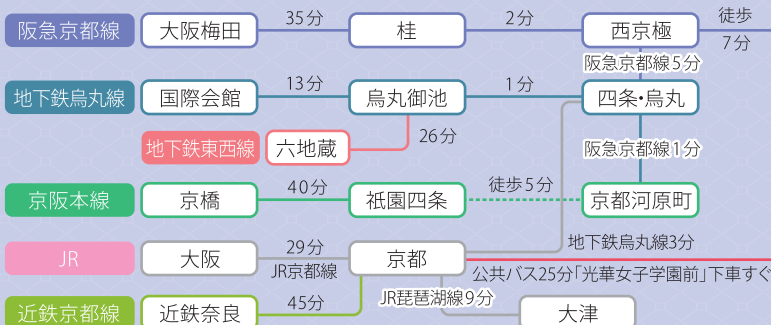 阪急京都線 大阪梅田 35分 桂 2分 西京極 徒歩
7分
阪急京都線5分
地下鉄烏丸線 国際会館 13分 烏丸御池 1分 四条・烏丸
地下鉄東西線 六地蔵 26分
阪急京都線1分
京阪本線 京橋 40分 祇園四条 徒歩5分 京都河原町
地下鉄烏丸線3分
JR 大阪 29分 京都
JR京都線
公共バス25分「光華女子学園前」下車すぐ
近鉄京都線 近鉄奈良 45分
JR琵琶湖線9分
大津